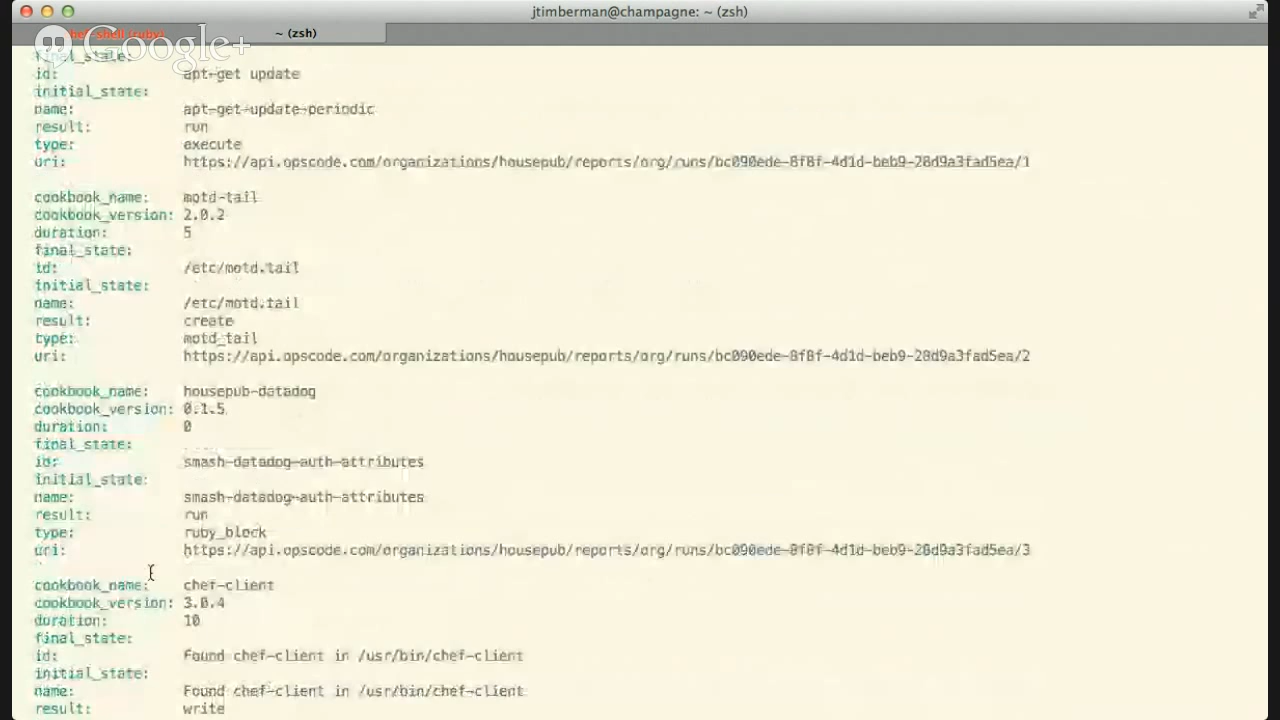 jtimberman@champagne: ~ (zsh)
chef-shell (ruby)
~ (zsh)
Google+
final_state:
id: apt-get update
initial_state:
name: apt-get-update-periodic
result: run
type: execute
uri: https://api.opscode.com/organizations/housepub/reports/org/runs/bc090ede-8f8f-4d1d-beb9-28d9a3fad5ea/1
cookbook_name: motd-tail
cookbook_version: 2.0.2
duration: 5
final_state:
id: /etc/motd.tail
initial_state:
name: /etc/motd.tail
result: create
type: motd_tail
uri: https://api.opscode.com/organizations/housepub/reports/org/runs/bc090ede-8f8f-4d1d-beb9-28d9a3fad5ea/2
cookbook_name: housepub-datadog
cookbook_version: 0.1.5
duration: 0
final_state:
id: smash-datadog-auth-attributes
initial_state:
name: smash-datadog-auth-attributes
result: run
type: ruby_block
uri: https://api.opscode.com/organizations/housepub/reports/org/runs/bc090ede-8f8f-4d1d-beb9-28d9a3fad5ea/3
cookbook_name: chef-client
cookbook_version: 3.0.4
duration: 10
final_state:
id: Found chef-client in /usr/bin/chef-client
initial_state:
name: Found chef-client in /usr/bin/chef-client
result: write